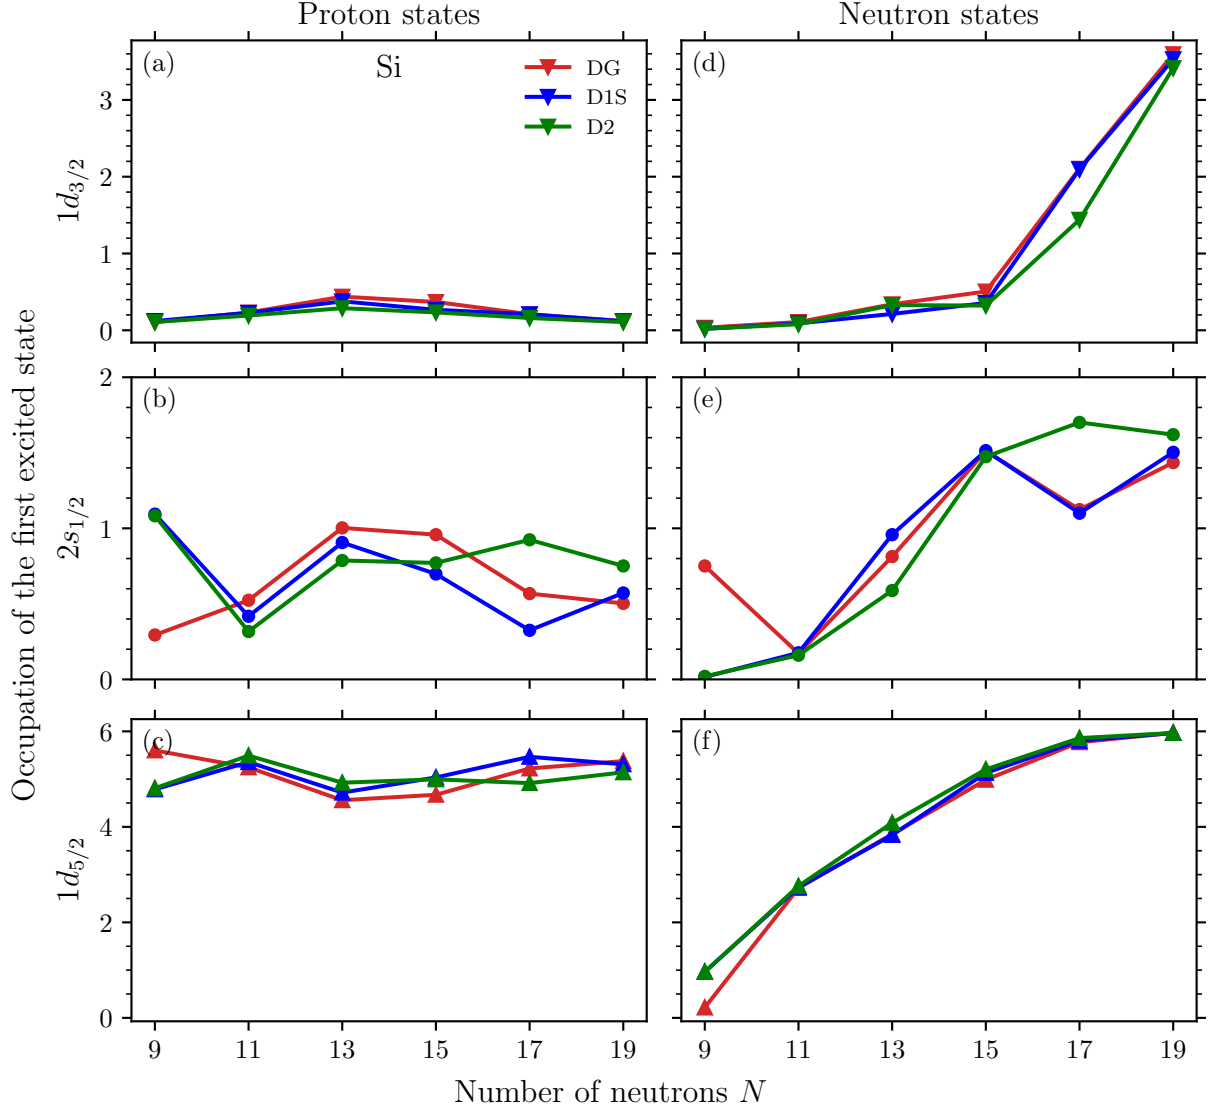 Proton states
Neutron states
(a)
Si
DG
D1S
D2
(d)
3
2
1
0
1d3/2
(b)
(e)
2
1
0
2s1/2
(c)
(f)
6
4
2
0
1d5/2
9 11 13 15 17 19
9 11 13 15 17 19
Occupation of the first excited state
Number of neutrons N